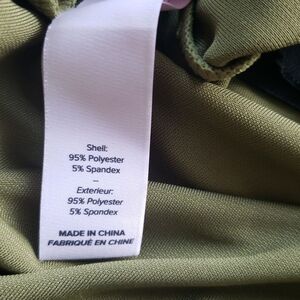 Shell:
95% Polyester
5% Spandex
—
Exterieur:
95% Polyester
5% Spandex
MADE IN CHINA
FABRIQUÉ EN CHINE